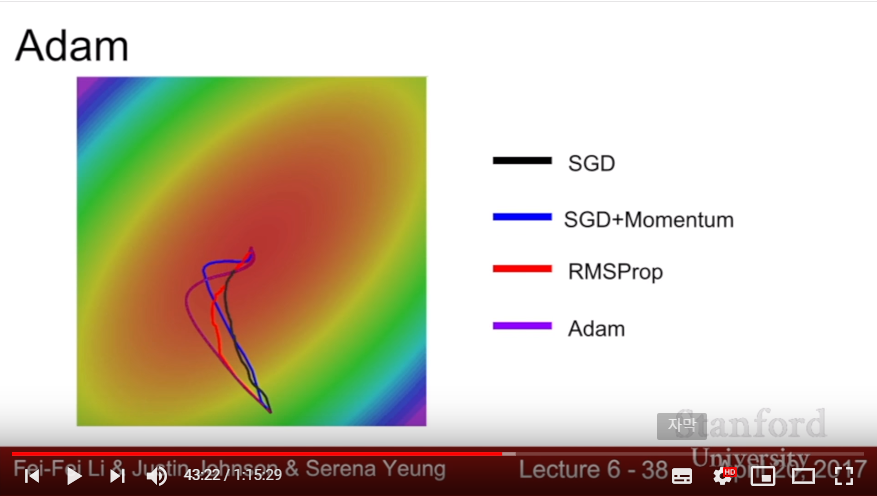 Adam
SGD
SGD+Momentum
RMSProp
Adam
자막
Stanford
University
Fei-Fei Li & Justin Johnson & Serena Yeung
43:22 / 1:15:29
Lecture 6 - 38
HD
2017